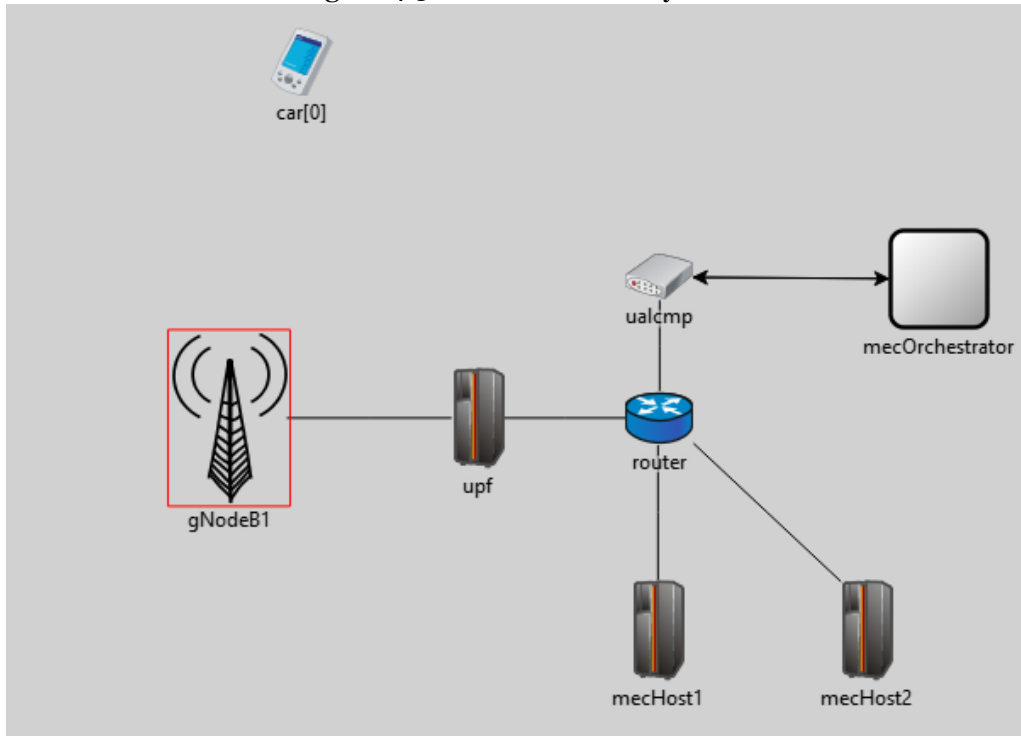 car[0]
ualcmp
mecOrchestrator
router
upf
gNodeB1
mecHost1
mecHost2